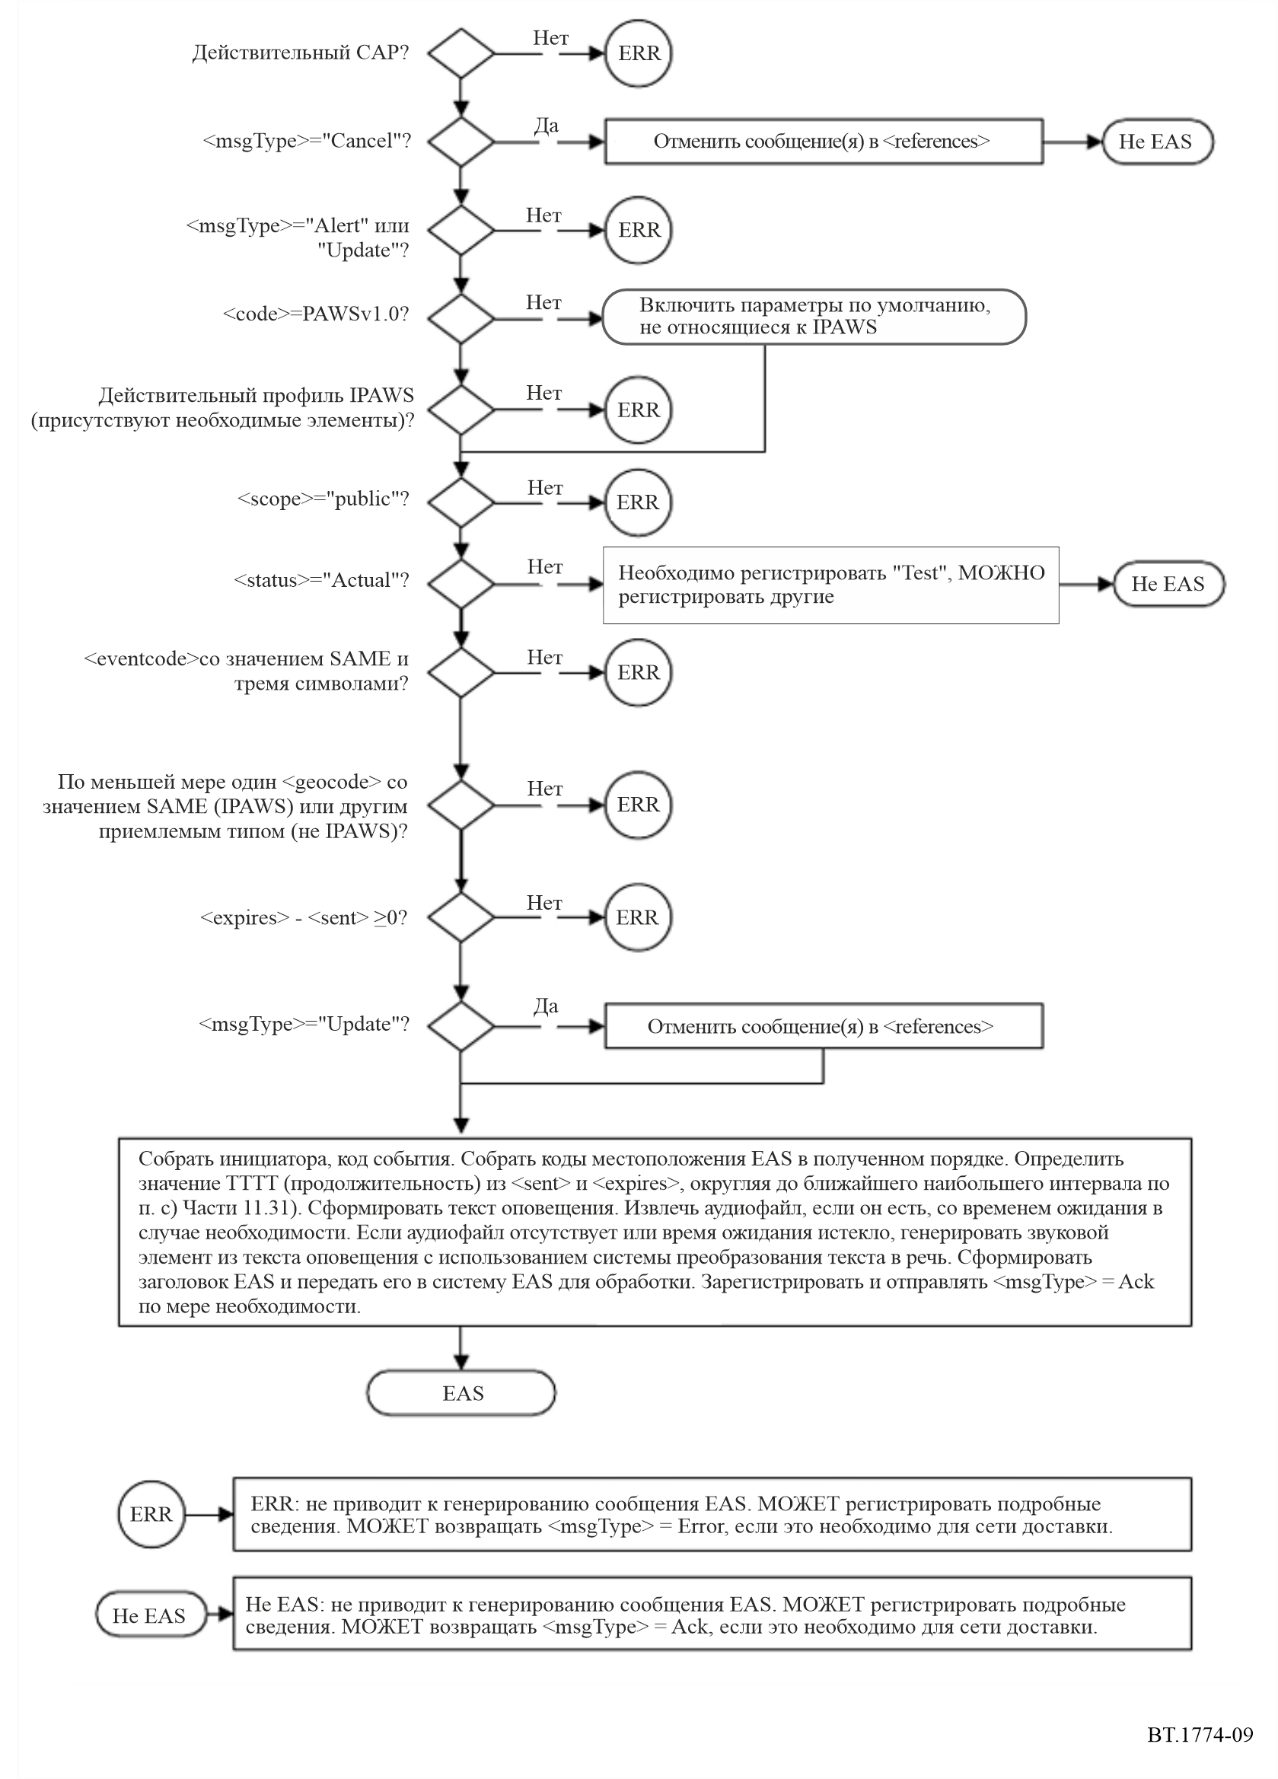 Действительный CAP?
Нет
ERR
<msgType>="Cancel"?
Да
Отменить сообщение(я) в <references>
Не EAS
<msgType>="Alert" или
"Update"?
Нет
ERR
<code>=PAWSv1.0?
Нет
Включить параметры по умолчанию,
не относящиеся к IPAWS
Действительный профиль IPAWS
(присутствуют необходимые элементы)?
Нет
ERR
<scope>="public"?
Нет
ERR
<status>="Actual"?
Нет
Необходимо регистрировать "Test", МОЖНО
регистрировать другие
Не EAS
<eventcode>со значением SAME и
тремя символами?
Нет
ERR
По меньшей мере один <geocode> со
значением SAME (IPAWS) или другим
приемлемым типом (не IPAWS)?
Нет
ERR
<expires> - <sent> ≥0?
Нет
ERR
<msgType>="Update"?
Да
Отменить сообщение(я) в <references>
Собрать инициатора, код события. Собрать коды местоположения EAS в полученном порядке. Определить
значение TTTT (продолжительность) из <sent> и <expires>, округляя до ближайшего наибольшего интервала по
п. с) Части 11.31). Сформировать текст оповещения. Извлечь аудиофайл, если он есть, со временем ожидания в
случае необходимости. Если аудиофайл отсутствует или время ожидания истекло, генерировать звуковой
элемент из текста оповещения с использованием системы преобразования текста в речь. Сформировать
заголовок EAS и передать его в систему EAS для обработки. Зарегистрировать и отправлять <msgType> = Ack
по мере необходимости.
EAS
ERR
ERR: не приводит к генерированию сообщения EAS. МОЖЕТ регистрировать подробные
сведения. МОЖЕТ возвращать <msgType> = Error, если это необходимо для сети доставки.
Не EAS
Не EAS: не приводит к генерированию сообщения EAS. МОЖЕТ регистрировать подробные
сведения. МОЖЕТ возвращать <msgType> = Ack, если это необходимо для сети доставки.
BT.1774-09